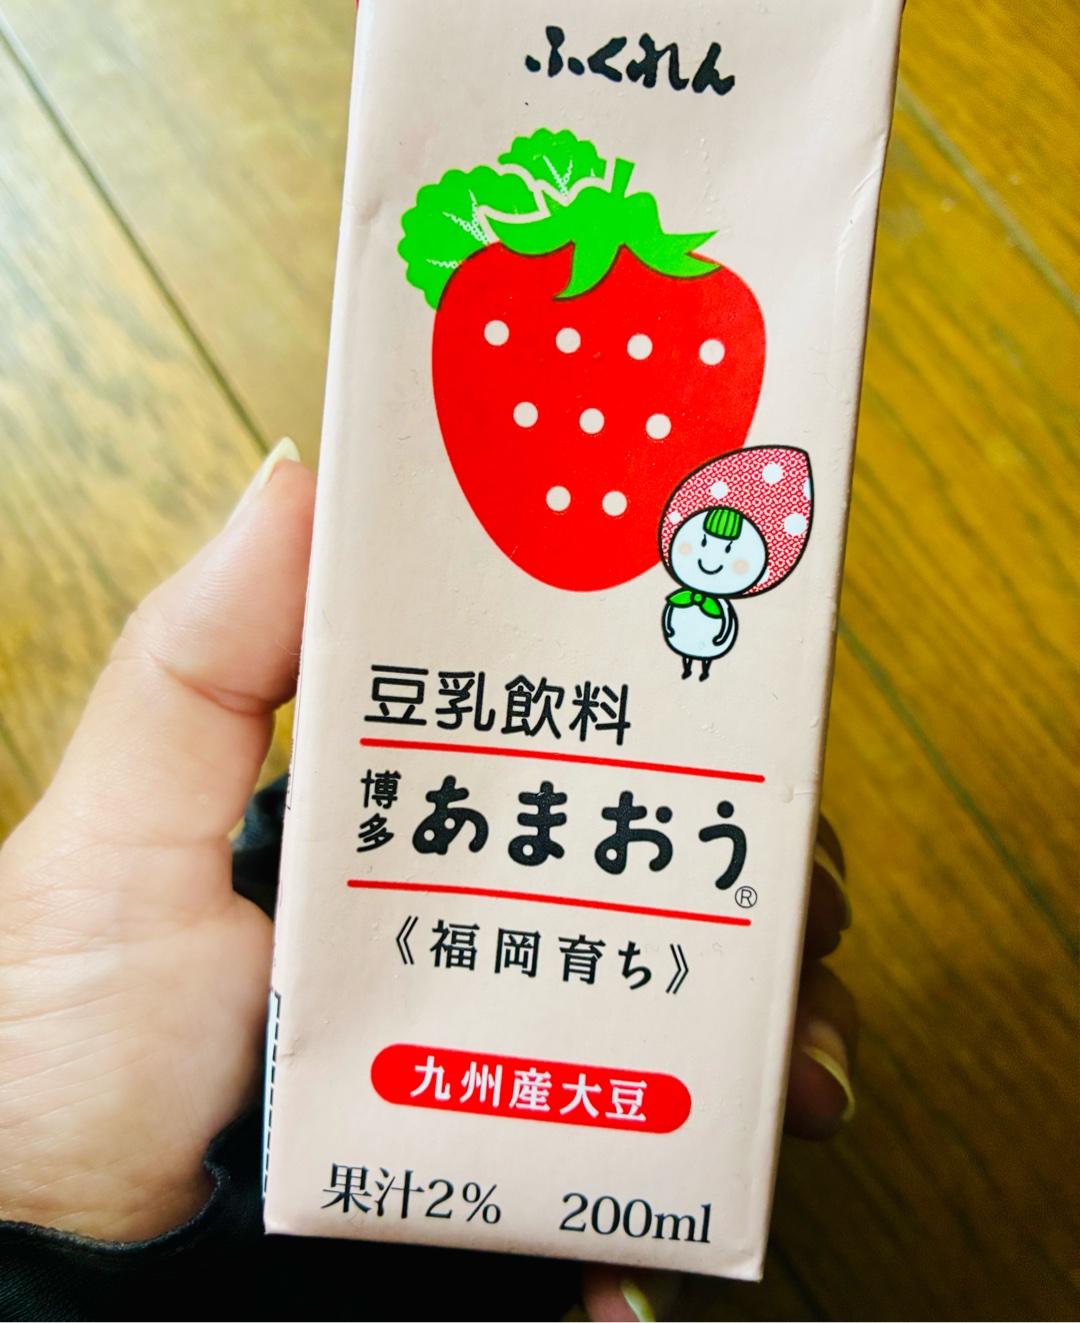 ふくれん
豆乳飲料
博多あまおう®
《福岡育ち》
九州産大豆
果汁2% 200ml